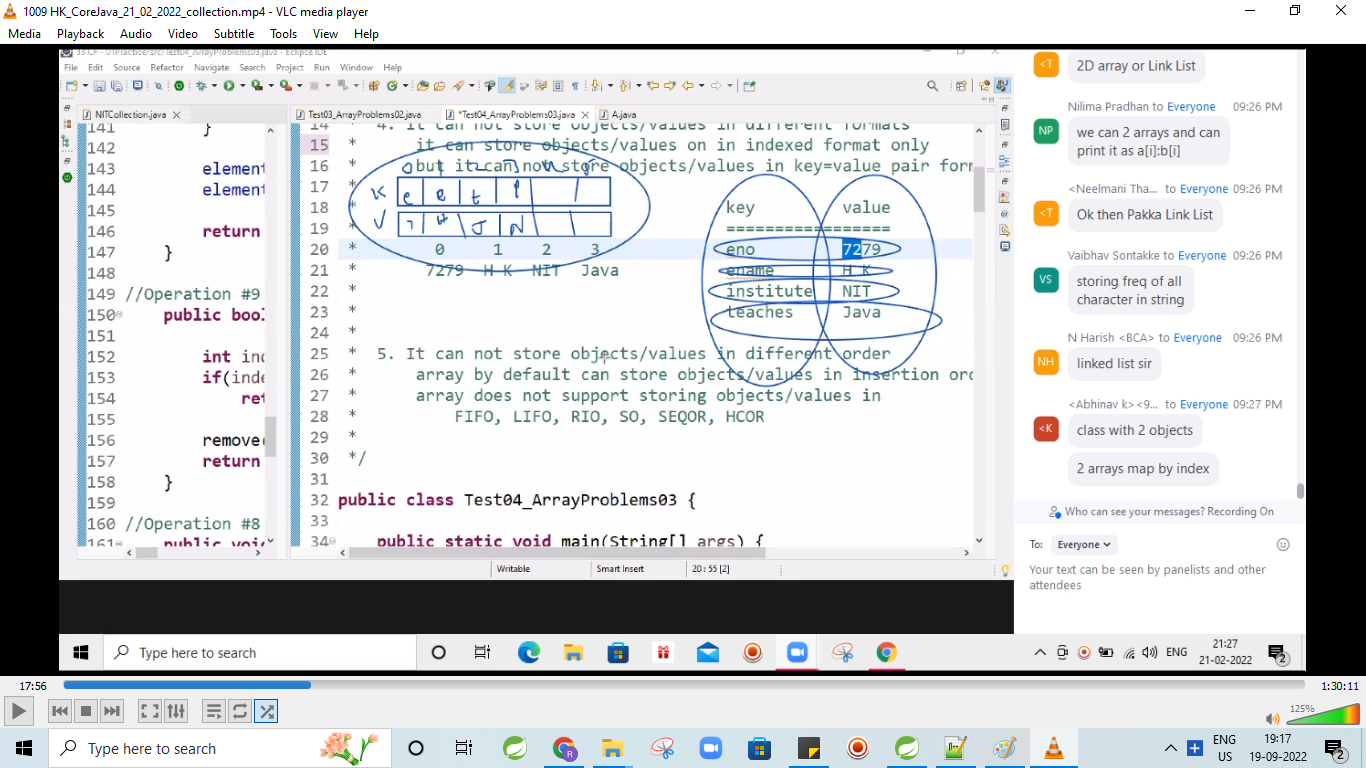 1009 HK_CoreJava_21_02_2022_collection.mp4 - VLC media player
Media Playback Audio Video Subtitle Tools View Help
File Edit Source Refactor Navigate Search Project Run Window Help
NITCollection.java
Test03_ArrayProblems02.java
*Test04_ArrayProblems03.java
A.java
141 }
142
143 element
144 element
145
146 return
147 }
148
149 //Operation #9
150 public bool
151
152 int ind
153 if(inde
154 ret
155
156 remove(
157 return
158 }
159
160 //Operation #8
161 public voi
14 * 4. It can not store objects/values in different formats
15 * it can store objects/values on in indexed format only
16 * but it can not store objects/values in key=value pair form
17 *
18 * key value
19 * =================
20 * 0 1 2 3 eno 7279
21 * 7279 H K NIT Java ename H K
22 * institute NIT
23 * teaches Java
24 *
25 * 5. It can not store objects/values in different order
26 * array by default can store objects/values in insertion ord
27 * array does not support storing objects/values in
28 * FIFO, LIFO, RIO, SO, SEQOR, HCOR
29 *
30 */
31
32 public class Test04_ArrayProblems03 {
33
34 public static void main(String[] args) {
K
V
Writable Smart Insert 20 : 55 [2]
<T 2D array or Link List
Nilima Pradhan to Everyone 09:26 PM
NP we can 2 arrays and can
print it as a[i]:b[i]
<Neelmani Tha... to Everyone 09:26 PM
<T Ok then Pakka Link List
Vaibhav Sontakke to Everyone 09:26 PM
VS storing freq of all
character in string
N Harish <BCA> to Everyone 09:26 PM
NH linked list sir
<Abhinav k> <9... to Everyone 09:27 PM
<K class with 2 objects
2 arrays map by index
Who can see your messages? Recording On
To: Everyone
Your text can be seen by panelists and other
attendees
Type here to search
ENG
21:27
21-02-2022
2
17:56
1:30:11
125%
Type here to search
ENG
US
19:17
19-09-2022
2